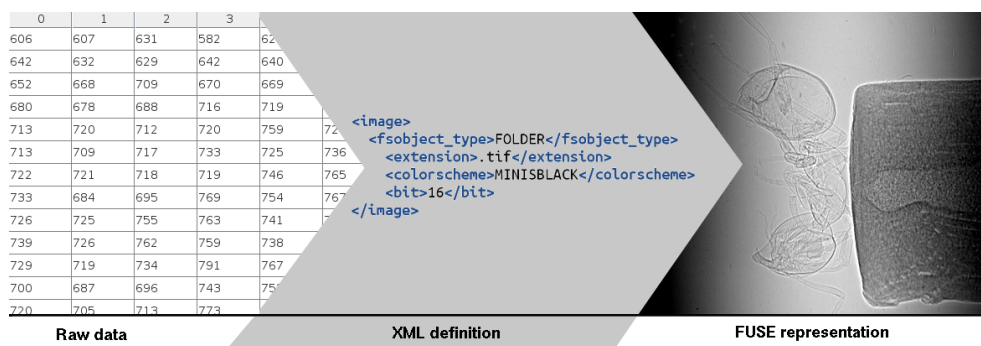 0 1 2 3
606 607 631 582
642 632 629 642 640
652 668 709 670 669
680 678 688 716 719
713 720 712 720 759
713 709 717 733 725 736
722 721 718 719 746 765
733 684 695 769 754
726 725 755 763 741
739 726 762 759 738
729 719 734 791 767
700 687 696 743
720 705 713 773
<image>
<fsobject_type>FOLDER</fsobject_type>
<extension>.tif</extension>
<colorscheme>MINISBLACK</colorscheme>
<bit>16</bit>
</image>
Raw data
XML definition
FUSE representation